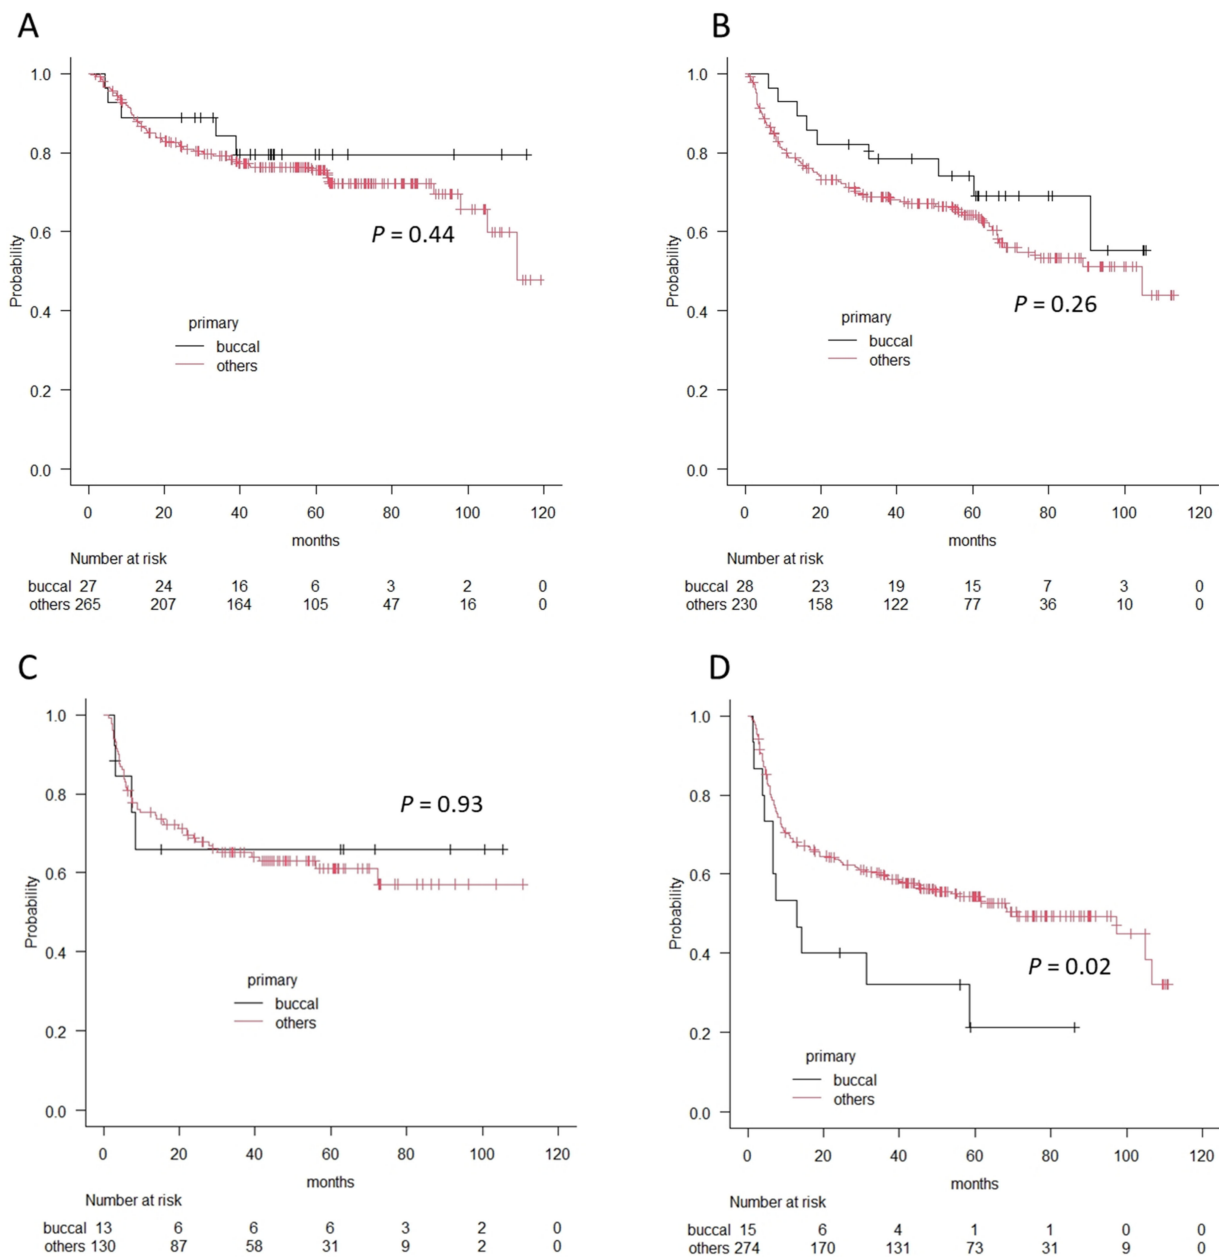 A
1.0
0.8
0.6
0.4
0.2
0.0
Probability
P = 0.44
primary
buccal
others
0 20 40 60 80 100 120
months
Number at risk
buccal 27 24 16 6 3 2 0
others 265 207 164 105 47 16 0
B
1.0
0.8
0.6
0.4
0.2
0.0
Probability
P = 0.26
primary
buccal
others
0 20 40 60 80 100 120
months
Number at risk
buccal 28 23 19 15 7 3 0
others 230 158 122 77 36 10 0
C
1.0
0.8
0.6
0.4
0.2
0.0
Probability
P = 0.93
primary
buccal
others
0 20 40 60 80 100 120
months
Number at risk
buccal 13 6 6 6 3 2 0
others 130 87 58 31 9 2 0
D
1.0
0.8
0.6
0.4
0.2
0.0
Probability
P = 0.02
primary
buccal
others
0 20 40 60 80 100 120
months
Number at risk
buccal 15 6 4 1 1 0 0
others 274 170 131 73 31 9 0